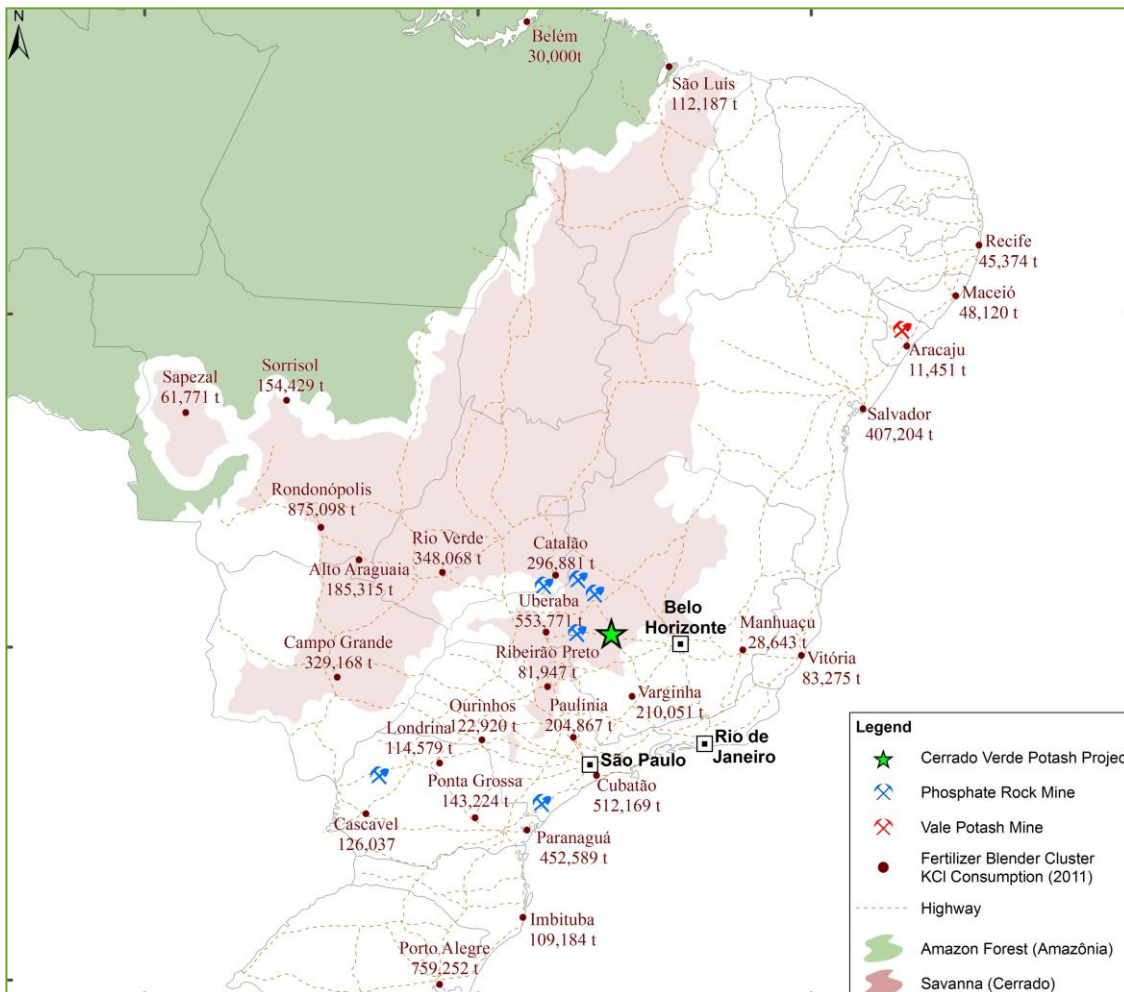 N
Belém
30,000t
São Luís
112,187 t
Recife
45,374 t
Maceió
48,120 t
Aracaju
11,451 t
Salvador
407,204 t
Sorrisol
154,429 t
Sapezal
61,771 t
Rondonópolis
875,098 t
Alto Araguaia
185,315 t
Rio Verde
348,068 t
Catalão
296,881 t
Uberaba
553,771 t
Belo
Horizonte
Manhuaçu
28,643 t
Vitória
83,275 t
Campo Grande
329,168 t
Ribeirão Preto
81,947 t
Varginha
210,051 t
Ourinhos
22,920 t
Paulínia
204,867 t
Londrinal
114,579 t
Rio de
Janeiro
São Paulo
Cubatão
512,169 t
Ponta Grossa
143,224 t
Cascavel
126,037
Paranaguá
452,589 t
Imbituba
109,184 t
Porto Alegre
759,252 t
Legend
Cerrado Verde Potash Project
Phosphate Rock Mine
Vale Potash Mine
Fertilizer Blender Cluster
KCl Consumption (2011)
Highway
Amazon Forest (Amazônia)
Savanna (Cerrado)